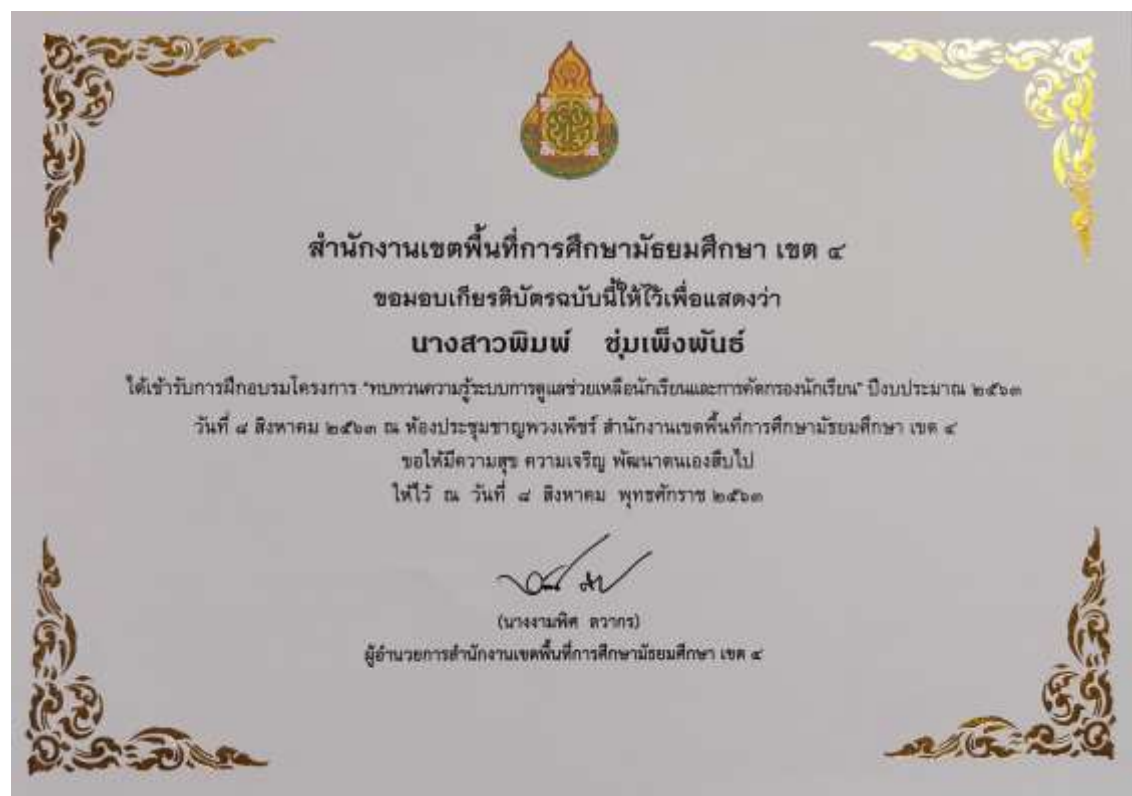 สำนักงานเขตพื้นที่การศึกษามัธยมศึกษา เขต ๔
ขอมอบเกียรติบัตรฉบับนี้ให้ไว้เพื่อแสดงว่า
นางสาวพิมพ์ ชุ่มเพ็งพันธ์
ได้เข้ารับการฝึกอบรมโครงการ "ทบทวนความรู้ระบบการดูแลช่วยเหลือนักเรียนและการคัดกรองนักเรียน" ปีงบประมาณ ๒๕๖๓
วันที่ ๘ สิงหาคม ๒๕๖๓ ณ ห้องประชุมชาญพวงเพ็ชร์ สำนักงานเขตพื้นที่การศึกษามัธยมศึกษา เขต ๔
ขอให้มีความสุข ความเจริญ พัฒนาตนเองสืบไป
ให้ไว้ ณ วันที่ ๘ สิงหาคม พุทธศักราช ๒๕๖๓
(นางงามพิศ ลวากร)
ผู้อำนวยการสำนักงานเขตพื้นที่การศึกษามัธยมศึกษา เขต ๔